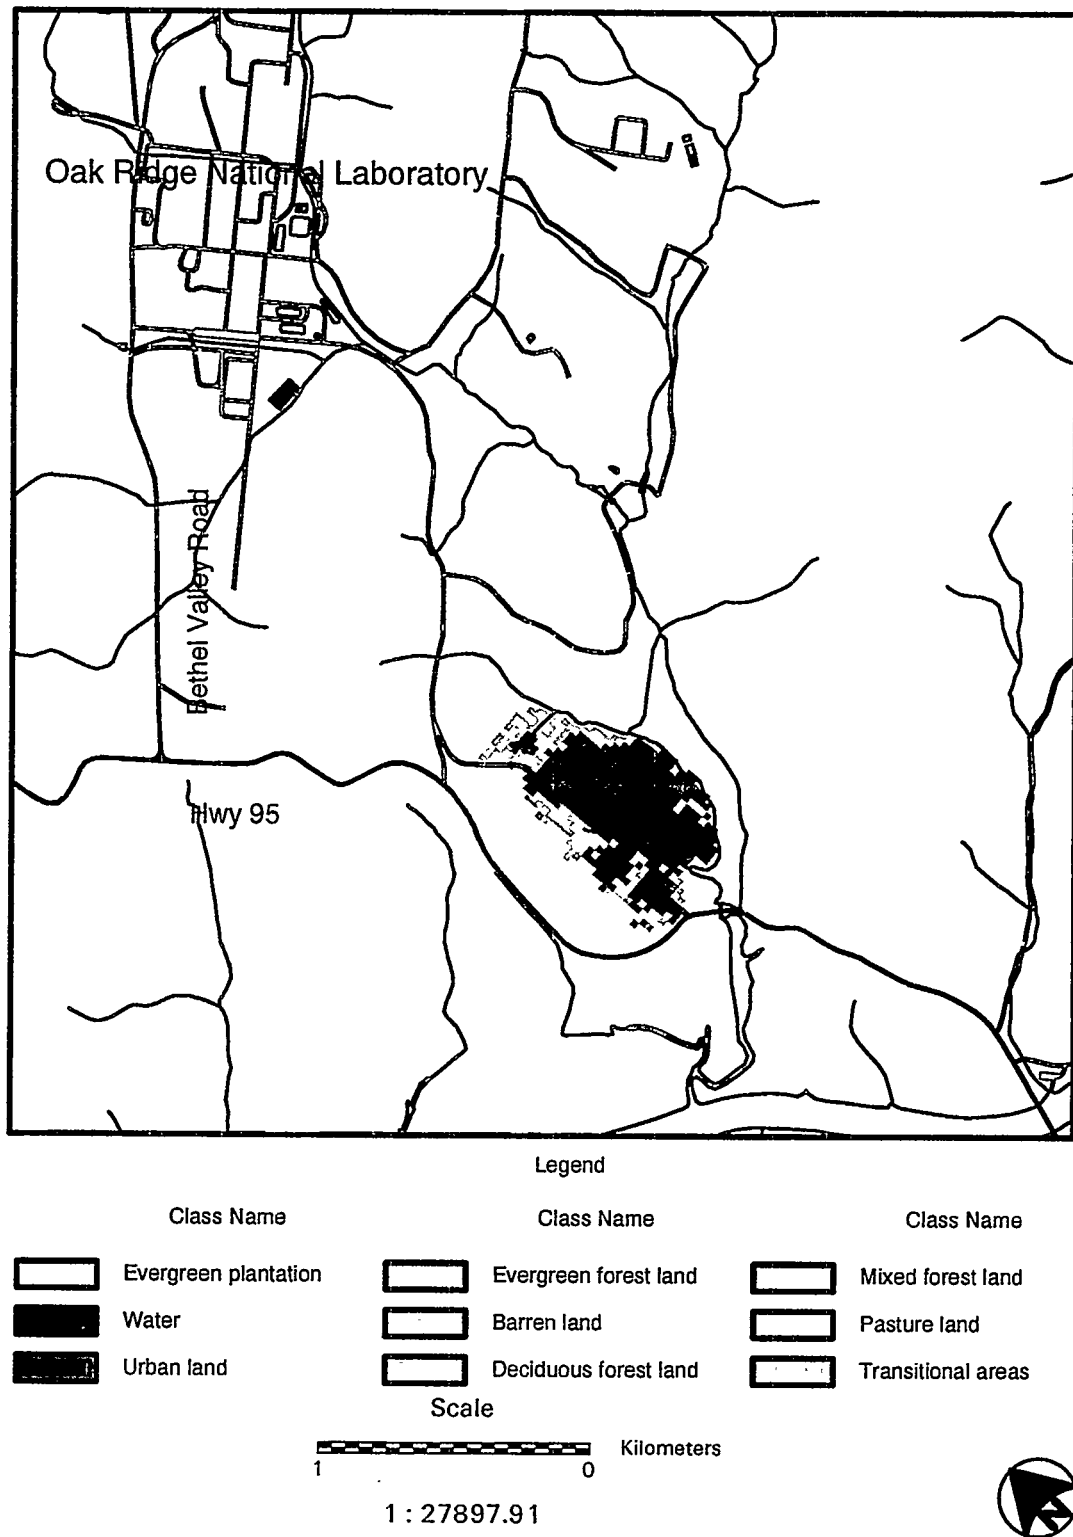 Oak Ridge National Laboratory
Bethel Valley Road
Hwy 95
Legend
Class Name Class Name Class Name
Evergreen plantation Evergreen forest land Mixed forest land
Water Barren land Pasture land
Urban land Deciduous forest land Transitional areas
Scale
Kilometers
1 0
1 : 27897.91
N